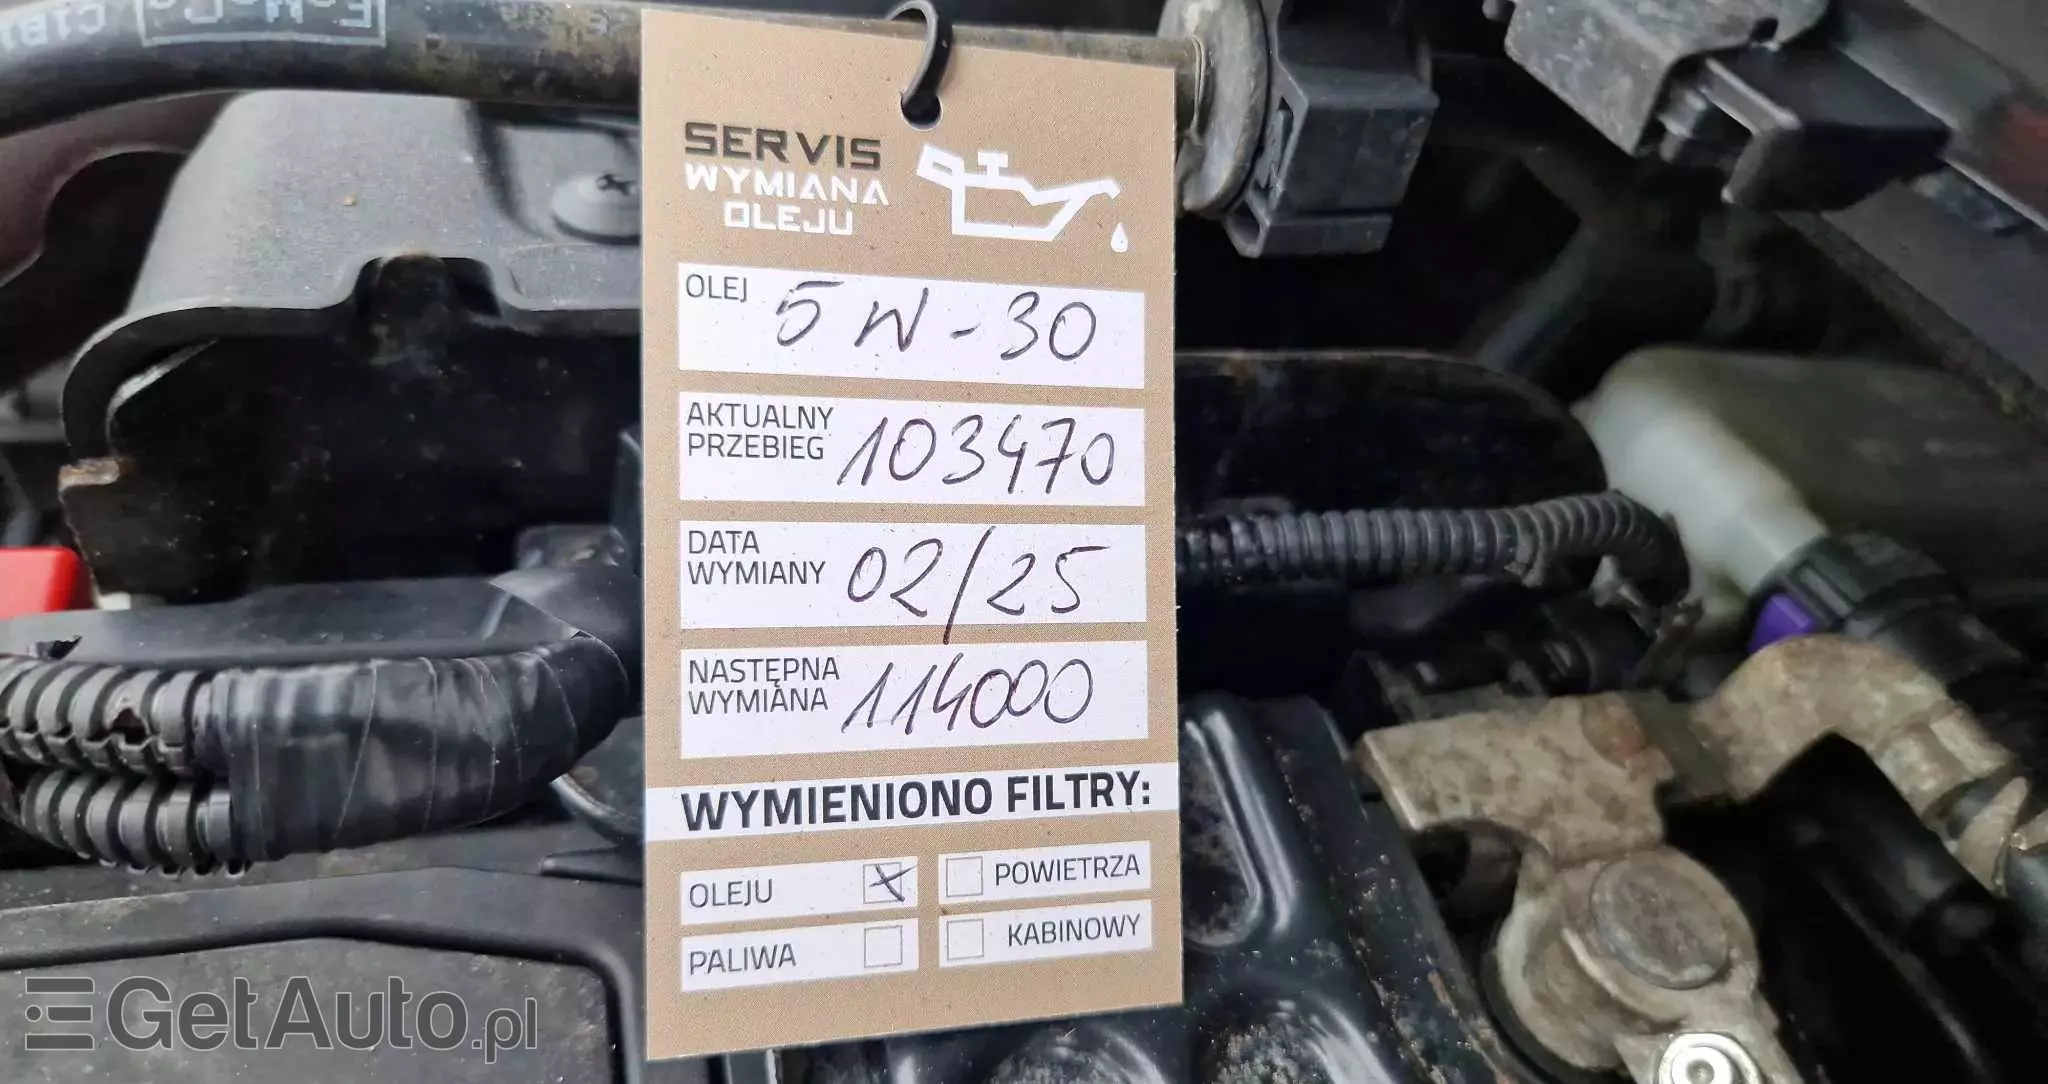 SERVIS
WYMIANA
OLEJU
OLEJ 5W-30
AKTUALNY
PRZEBIEG 103470
DATA
WYMIANY 02/25
NASTĘPNA
WYMIANA 114000
WYMIENIONO FILTRY:
OLEJU X POWIETRZA
PALIWA KABINOWY
GetAuto.pl